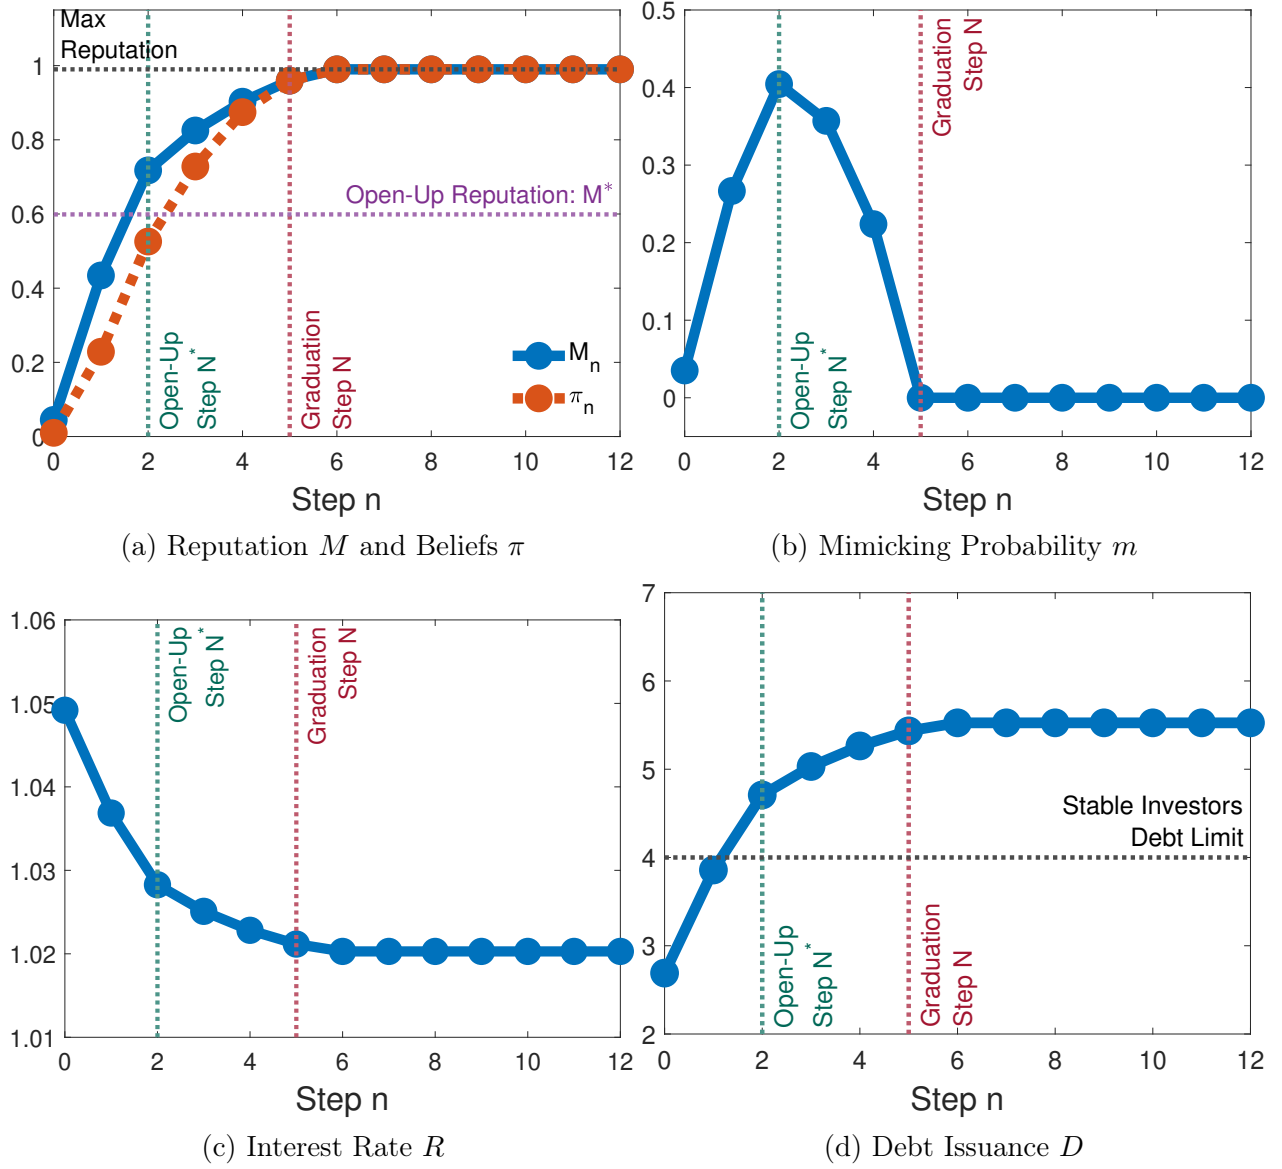 Max
Reputation
1
0.8
0.6
0.4
0.2
0
Open-Up Reputation: M*
Open-Up
Step N*
Graduation
Step N
M_n
π_n
0 2 4 6 8 10 12
Step n
(a) Reputation M and Beliefs π
0.5
0.4
0.3
0.2
0.1
0
Graduation
Step N
Open-Up
Step N*
0 2 4 6 8 10 12
Step n
(b) Mimicking Probability m
1.06
1.05
1.04
1.03
1.02
1.01
Open-Up
Step N*
Graduation
Step N
0 2 4 6 8 10 12
Step n
(c) Interest Rate R
7
6
5
4
3
2
Stable Investors
Debt Limit
Open-Up
Step N*
Graduation
Step N
0 2 4 6 8 10 12
Step n
(d) Debt Issuance D